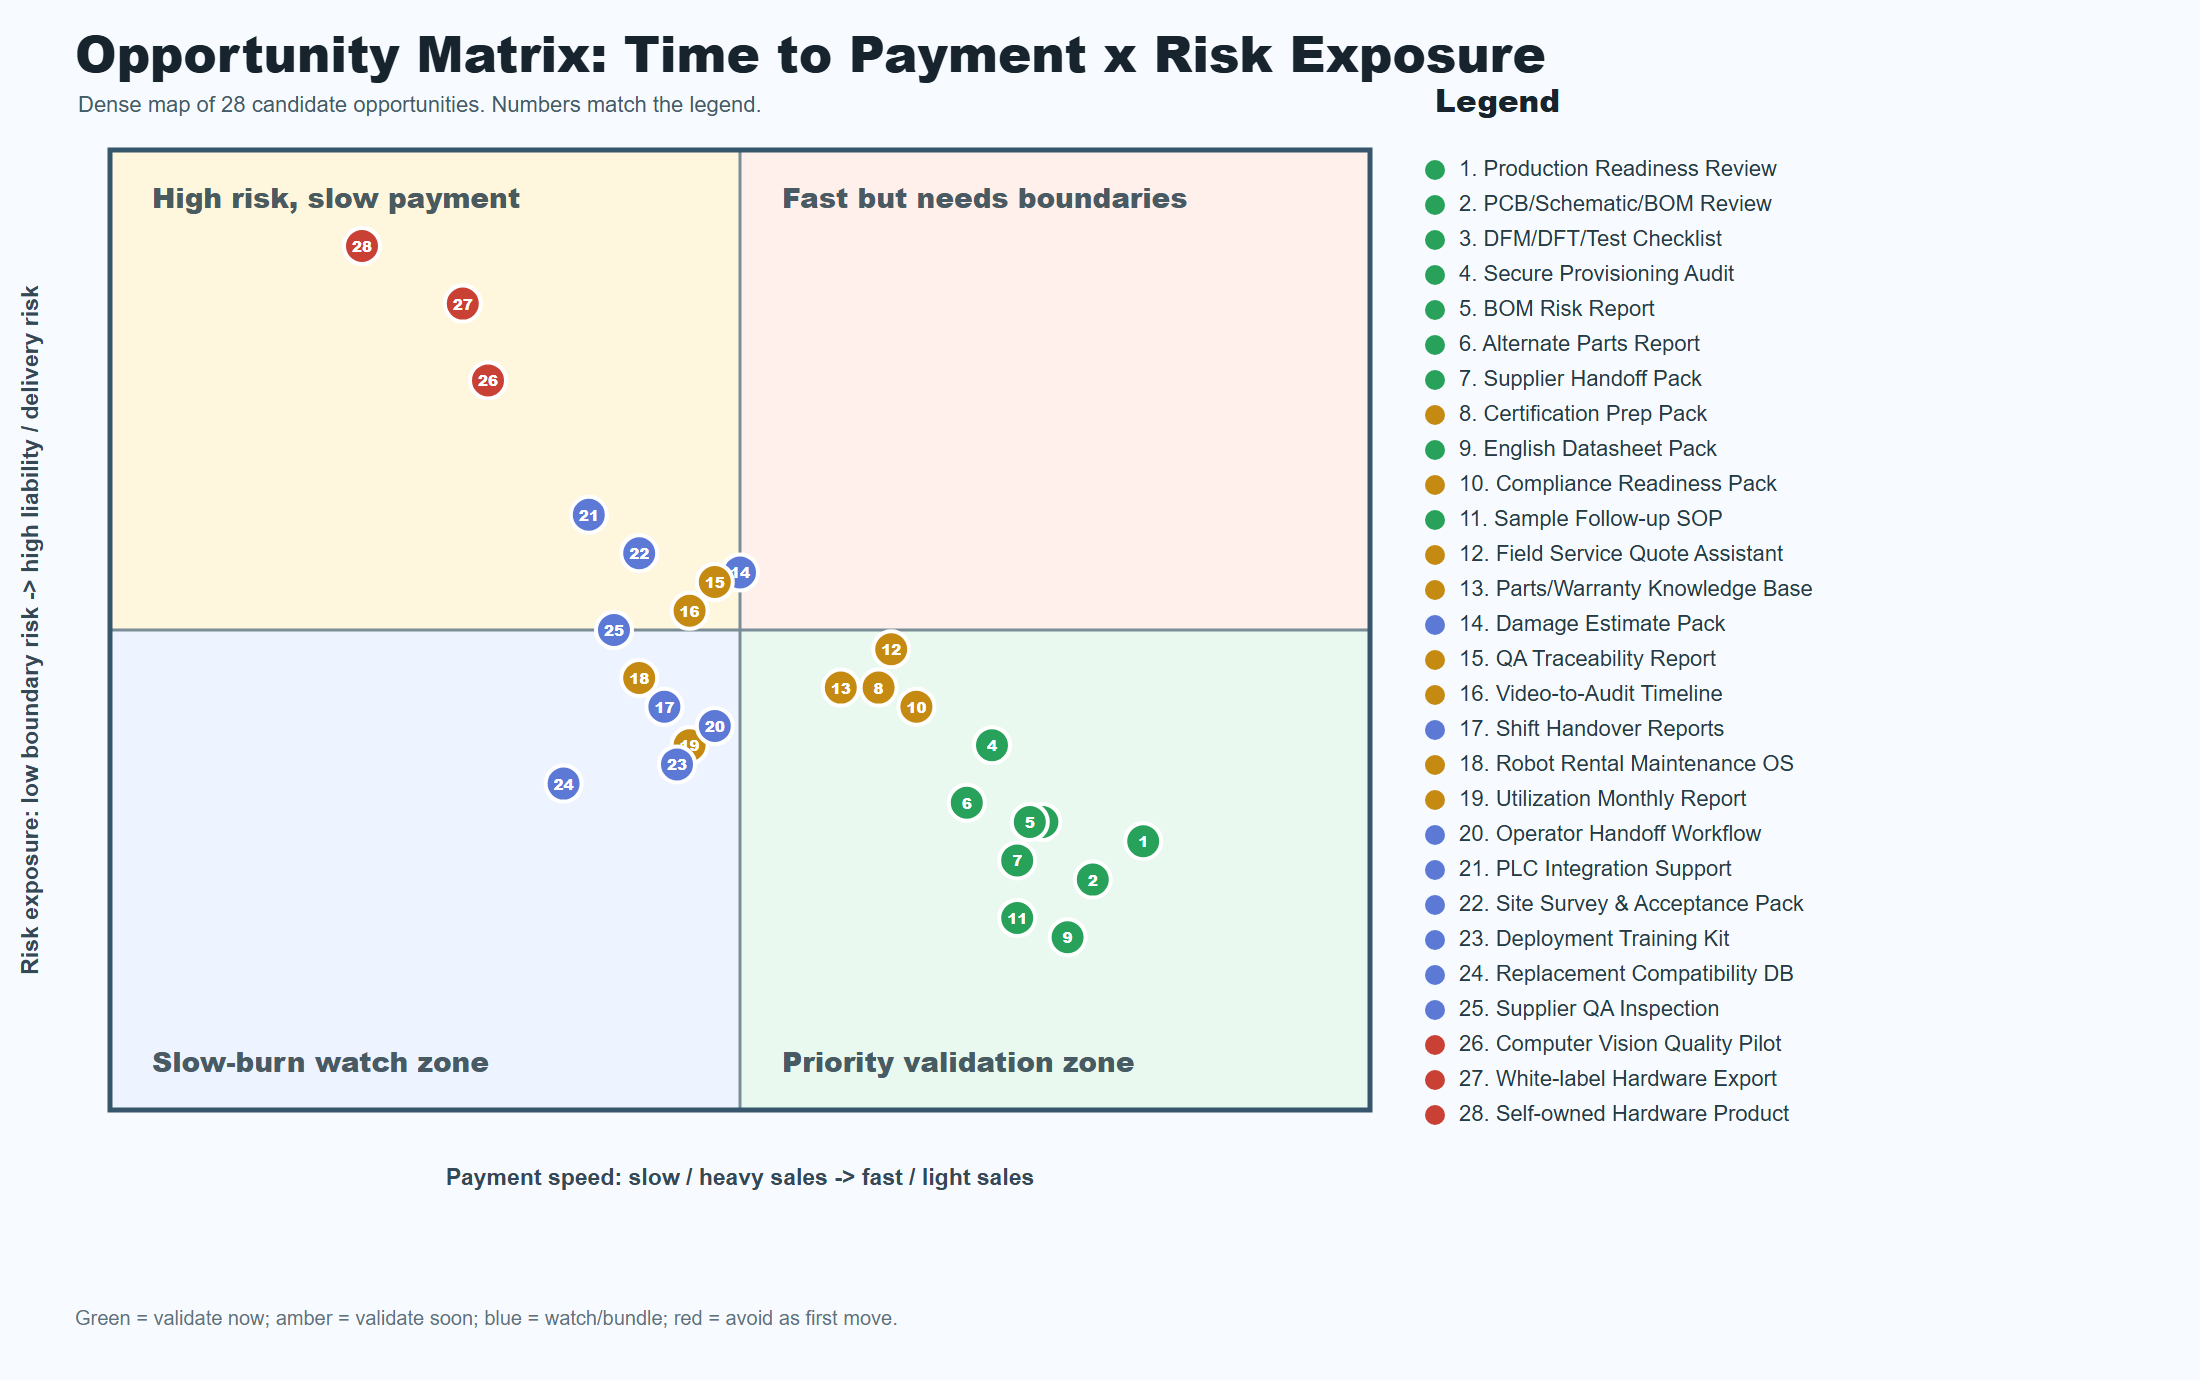 Opportunity Matrix: Time to Payment x Risk Exposure
Dense map of 28 candidate opportunities. Numbers match the legend.
Legend
High risk, slow payment
Fast but needs boundaries
28
27
26
21
22
14
15
16
25
12
18
13
8
17
10
20
19
4
23
24
6
5
1
7
2
11
9
Slow-burn watch zone
Priority validation zone
Risk exposure: low boundary risk -> high liability / delivery risk
Payment speed: slow / heavy sales -> fast / light sales
1. Production Readiness Review
2. PCB/Schematic/BOM Review
3. DFM/DFT/Test Checklist
4. Secure Provisioning Audit
5. BOM Risk Report
6. Alternate Parts Report
7. Supplier Handoff Pack
8. Certification Prep Pack
9. English Datasheet Pack
10. Compliance Readiness Pack
11. Sample Follow-up SOP
12. Field Service Quote Assistant
13. Parts/Warranty Knowledge Base
14. Damage Estimate Pack
15. QA Traceability Report
16. Video-to-Audit Timeline
17. Shift Handover Reports
18. Robot Rental Maintenance OS
19. Utilization Monthly Report
20. Operator Handoff Workflow
21. PLC Integration Support
22. Site Survey & Acceptance Pack
23. Deployment Training Kit
24. Replacement Compatibility DB
25. Supplier QA Inspection
26. Computer Vision Quality Pilot
27. White-label Hardware Export
28. Self-owned Hardware Product
Green = validate now; amber = validate soon; blue = watch/bundle; red = avoid as first move.